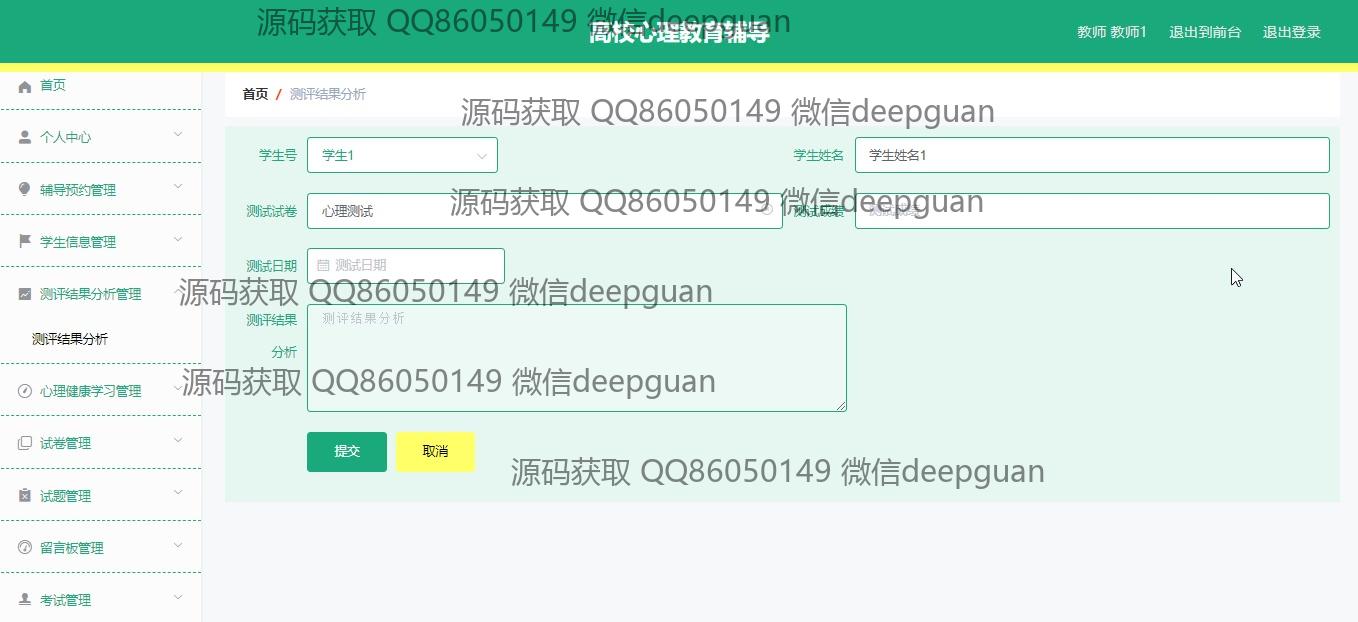 高校心理教育辅导
源码获取 QQ86050149 微信deepguan
教师 教师1
退出到前台
退出登录
首页
个人中心
辅导预约管理
学生信息管理
测评结果分析管理
测评结果分析
心理健康学习管理
试卷管理
试题管理
留言板管理
考试管理
首页 / 测评结果分析
源码获取 QQ86050149 微信deepguan
学生号 学生1
学生姓名 学生姓名1
源码获取 QQ86050149 微信deepguan
测试试卷 心理测试
测试成绩 测试成绩
测试日期 测试日期
源码获取 QQ86050149 微信deepguan
测评结果
分析
测评结果分析
源码获取 QQ86050149 微信deepguan
提交
取消
源码获取 QQ86050149 微信deepguan